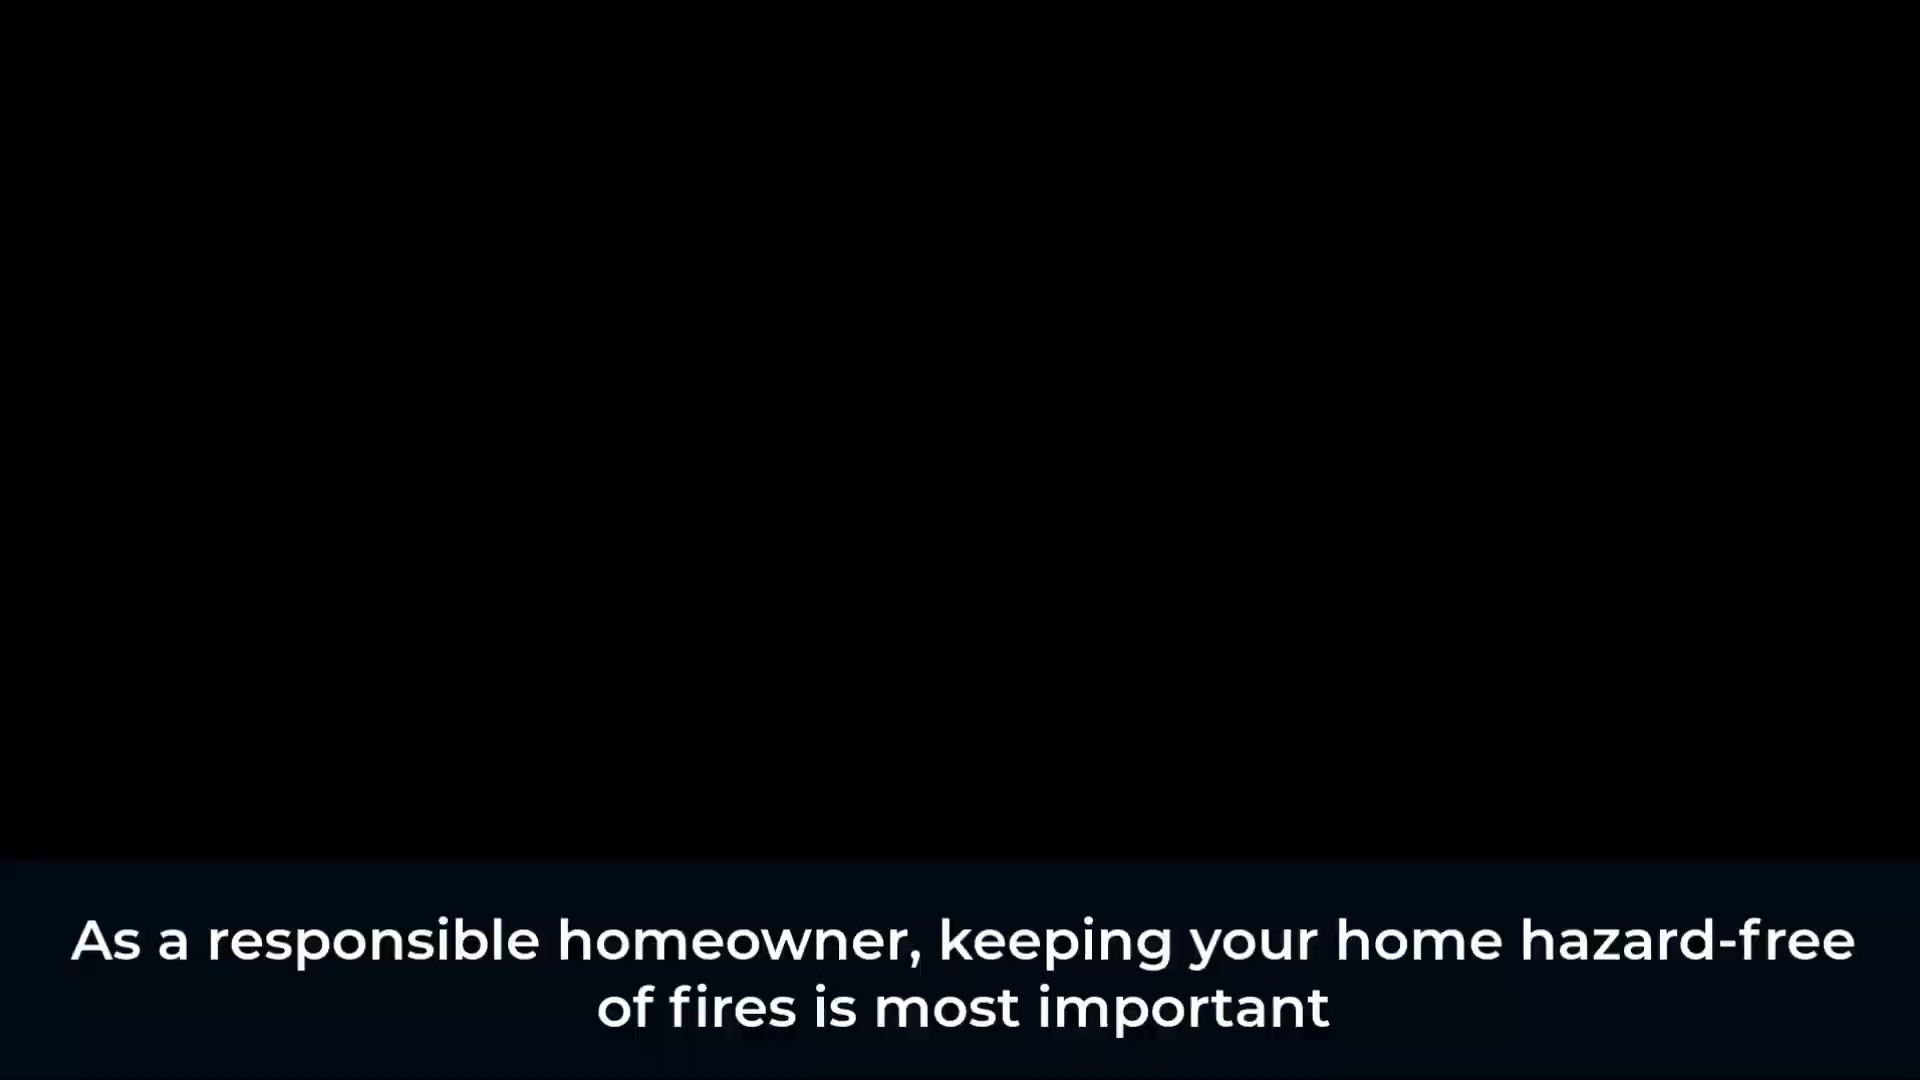 As a responsible homeowner, keeping your home hazard-free
of fires is most important